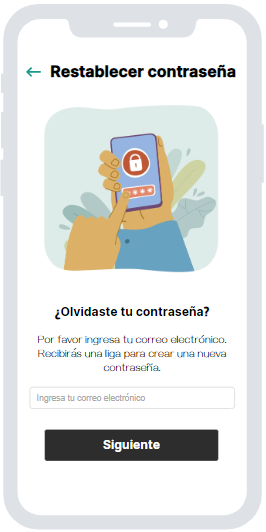 Restablecer contraseña
¿Olvidaste tu contraseña?
Por favor ingresa tu correo electrónico.
Recibirás una liga para crear una nueva
contraseña.
Ingresa tu correo electrónico
Siguiente